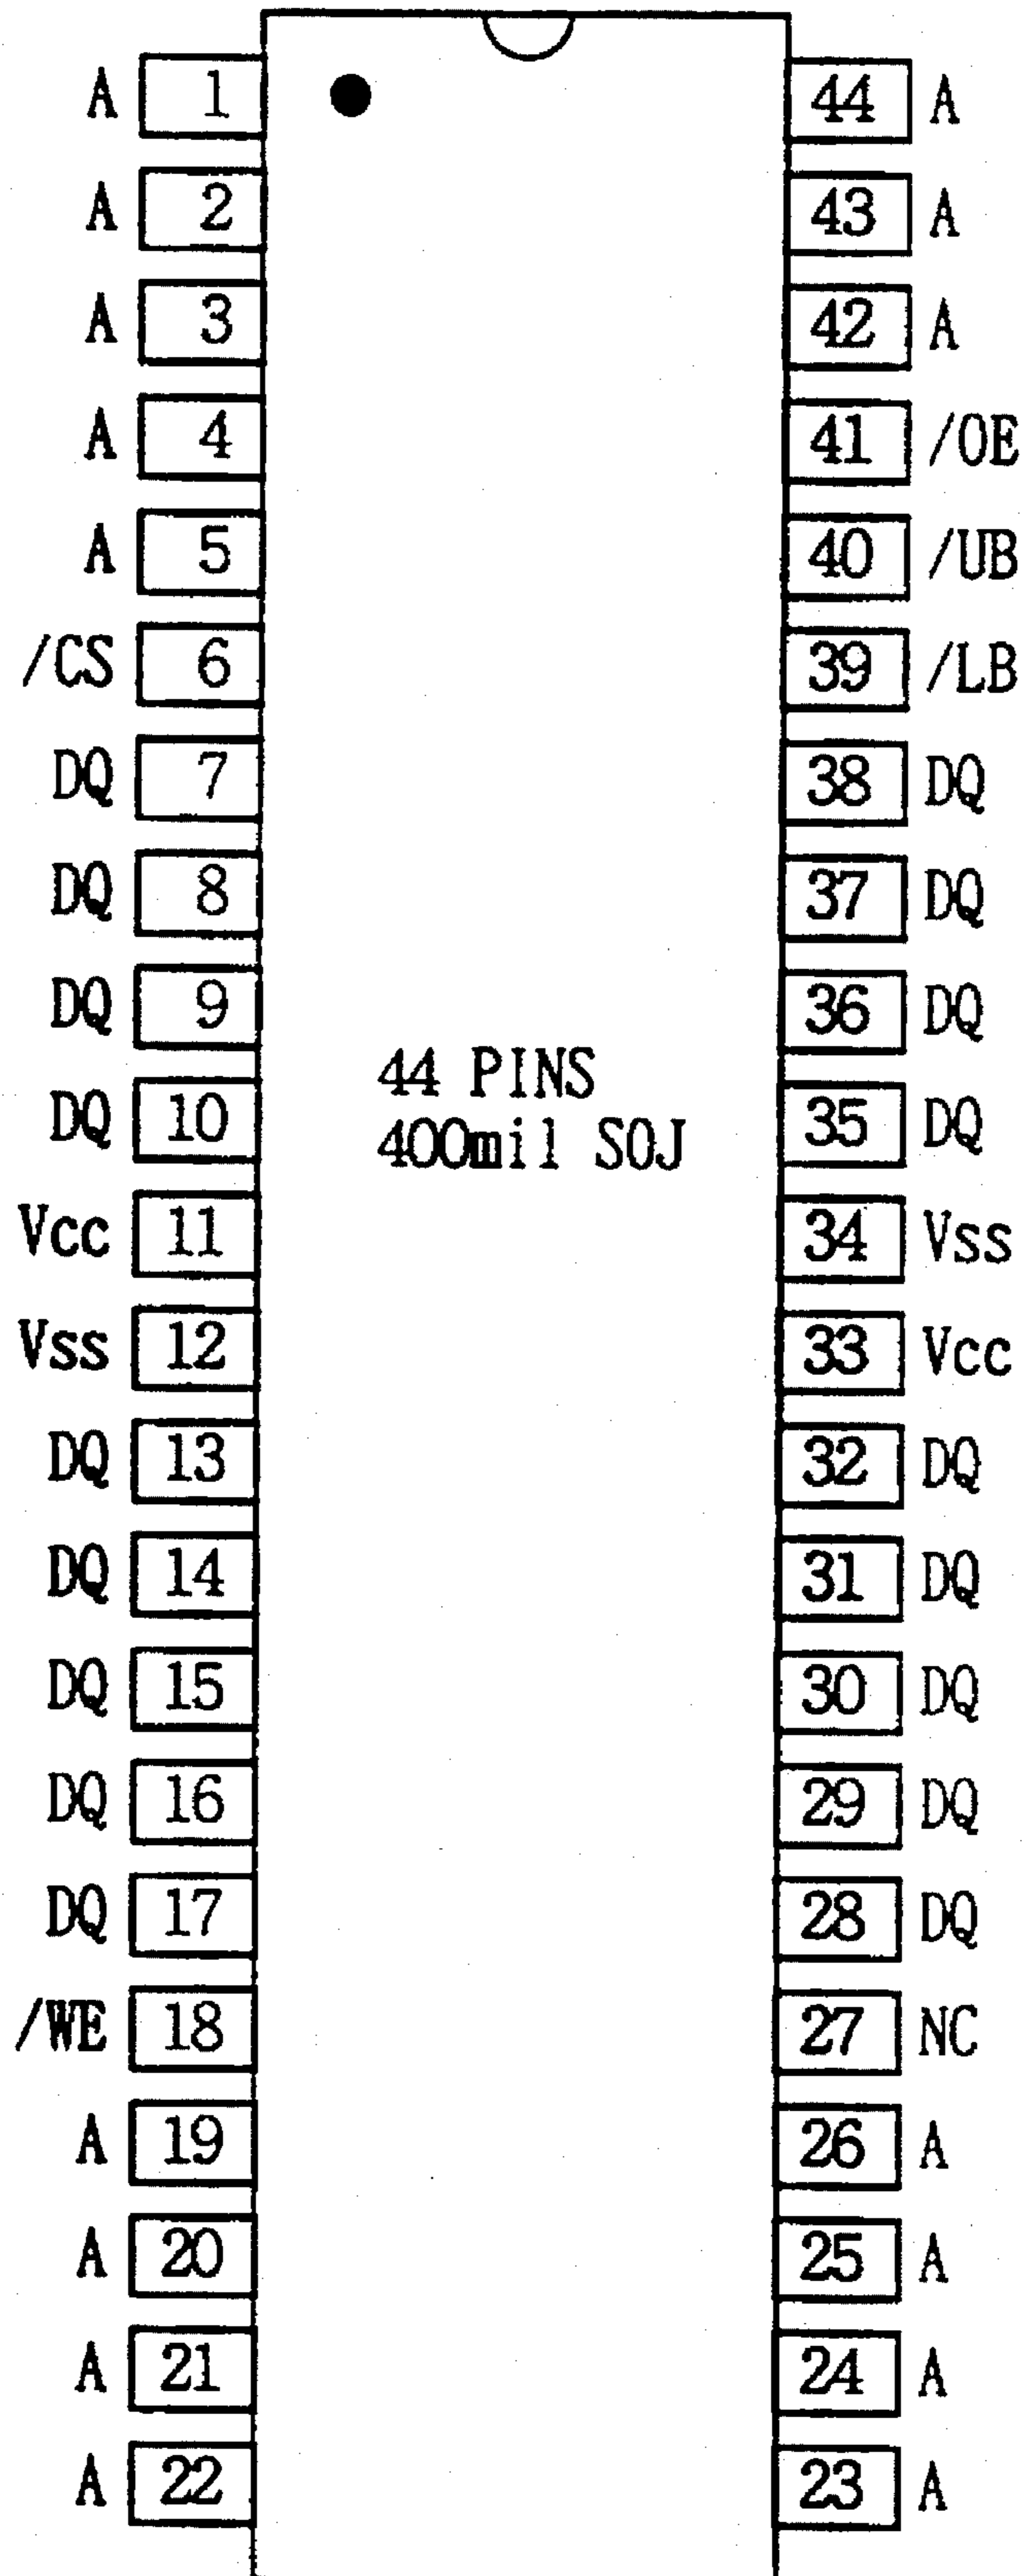 A 1 44 A
A 2 43 A
A 3 42 A
A 4 41 /OE
A 5 40 /UB
/CS 6 39 /LB
DQ 7 38 DQ
DQ 8 37 DQ
DQ 9 36 DQ
44 PINS
DQ 10 35 DQ
400mil SOJ
Vcc 11 34 Vss
Vss 12 33 Vcc
DQ 13 32 DQ
DQ 14 31 DQ
DQ 15 30 DQ
DQ 16 29 DQ
DQ 17 28 DQ
/WE 18 27 NC
A 19 26 A
A 20 25 A
A 21 24 A
A 22 23 A